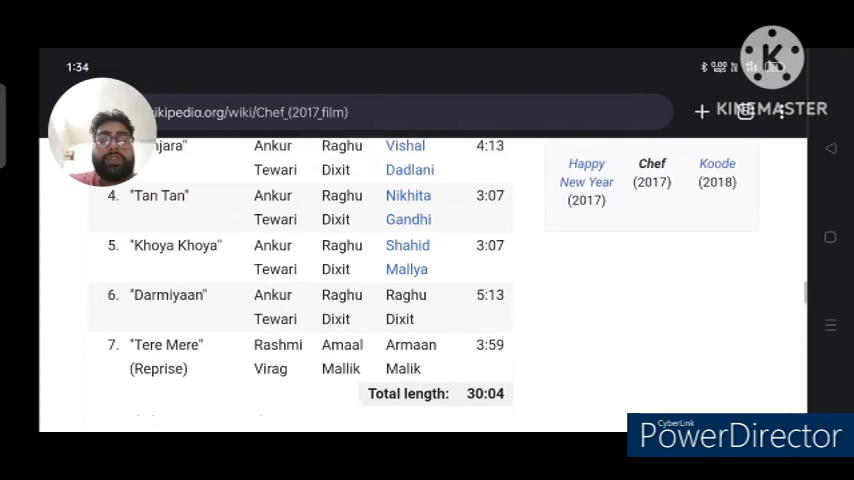 1:34
KINEMASTER
ikipedia.org/wiki/Chef_(2017_film)
njara" Ankur Raghu Vishal 4:13
Tewari Dixit Dadlani
4. "Tan Tan" Ankur Raghu Nikhita 3:07
Tewari Dixit Gandhi
5. "Khoya Khoya" Ankur Raghu Shahid 3:07
Tewari Dixit Mallya
6. "Darmiyaan" Ankur Raghu Raghu 5:13
Tewari Dixit Dixit
7. "Tere Mere" Rashmi Amaal Armaan 3:59
(Reprise) Virag Mallik Malik
Total length: 30:04
Happy Chef Koode
New Year (2017) (2018)
(2017)
CyberLink
PowerDirector